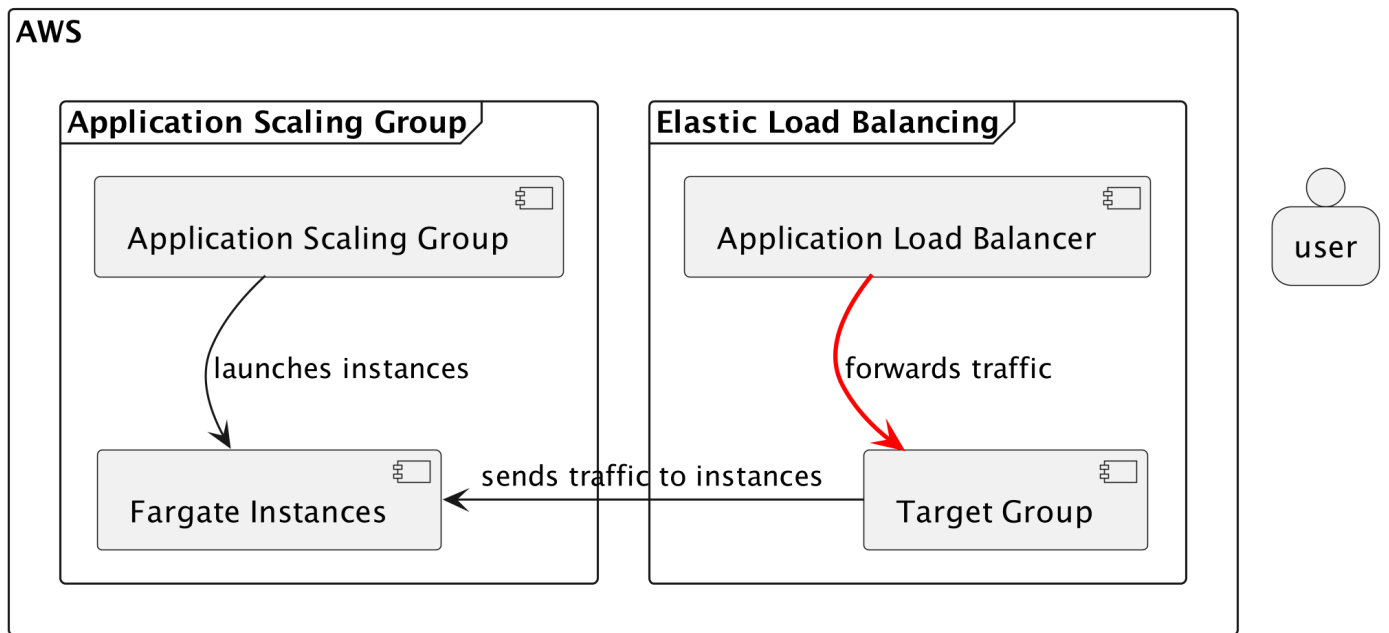 AWS
Application Scaling Group
Application Scaling Group
launches instances
Fargate Instances
Elastic Load Balancing
Application Load Balancer
forwards traffic
sends traffic to instances
Target Group
user